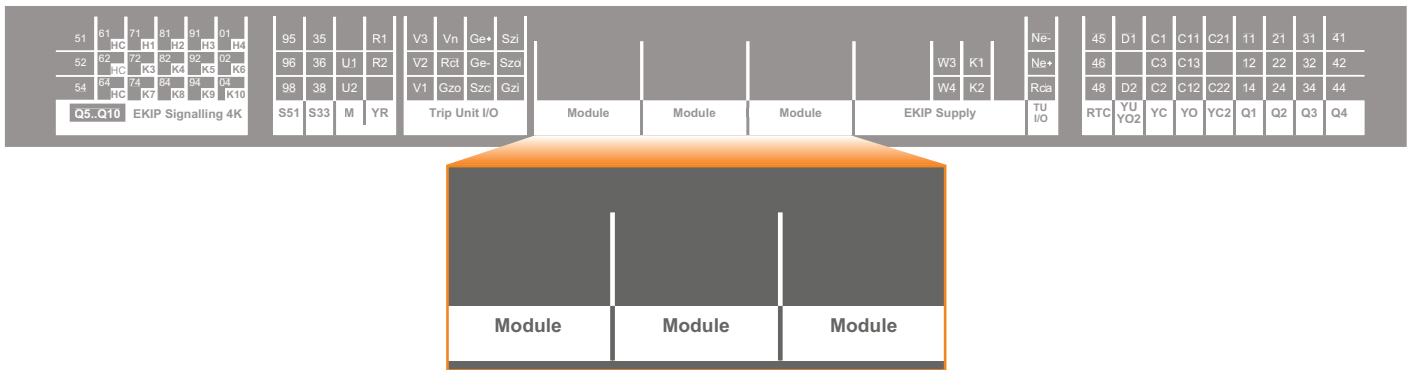 51 61 HC 71 H1 81 H2 91 H3 01 H4
95 35 R1
V3 Vn Ge+ Szi
Ne-
45 D1 C1 C11 C21 11 21 31 41
52 62 HC 72 K3 82 K4 92 K5 02 K6
96 36 U1 R2
V2 Rct Ge- Szo
W3 K1
Ne+
46 C3 C13 12 22 32 42
54 64 HC 74 K7 84 K8 94 K9 04 K10
98 38 U2
V1 Gzo Szc Gzi
W4 K2
48 D2 C2 C12 C22 14 24 34 44
Q5..Q10 EKIP Signalling 4K
S51 S33 M YR
Trip Unit I/O
Module Module Module
EKIP Supply
TU
I/O
RTC
YU
YO2
YC YO YC2 Q1 Q2 Q3 Q4
Module Module Module